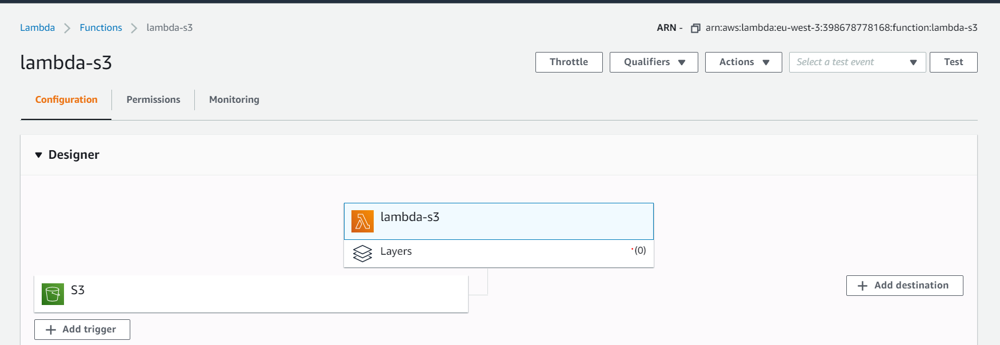 Lambda > Functions > lambda-s3
ARN - arn:aws:lambda:eu-west-3:398678778168:function:lambda-s3
lambda-s3
Throttle Qualifiers Actions Select a test event Test
Configuration Permissions Monitoring
Designer
lambda-s3
Layers (0)
S3
Add destination
Add trigger